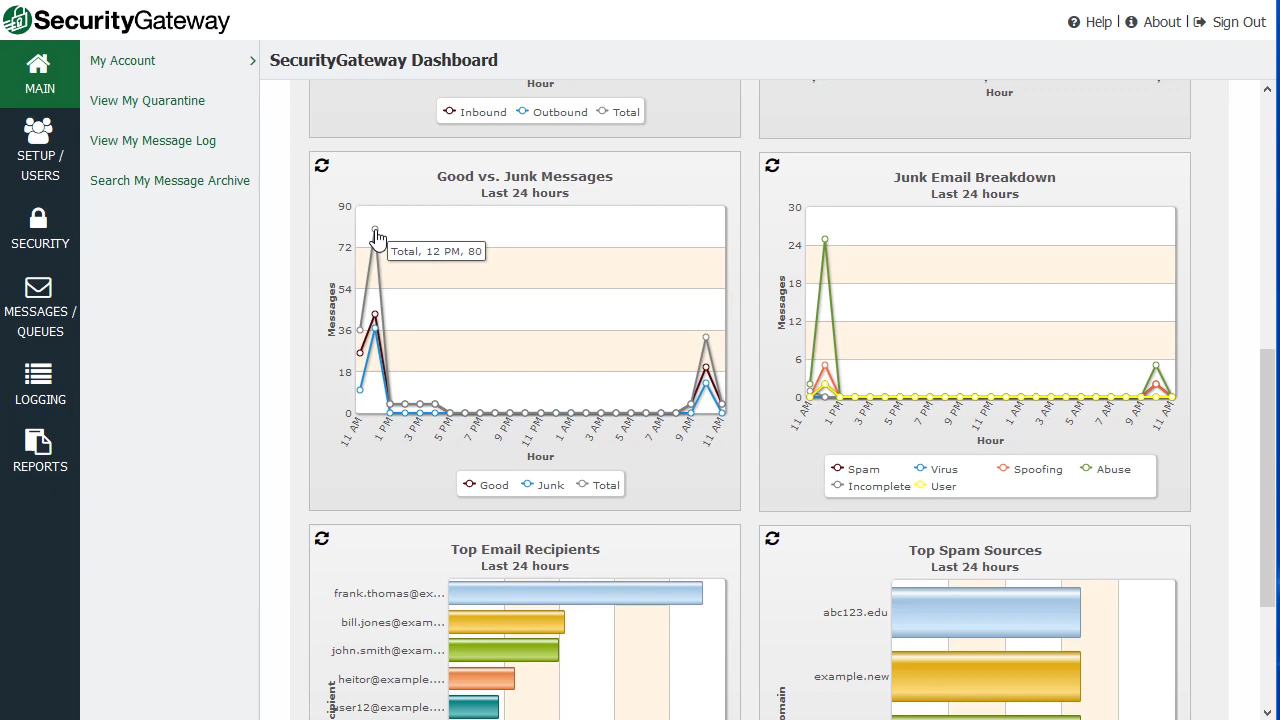 SecurityGateway
Help | About | Sign Out
MAIN
SETUP /
USERS
SECURITY
MESSAGES /
QUEUES
LOGGING
REPORTS
My Account
View My Quarantine
View My Message Log
Search My Message Archive
SecurityGateway Dashboard
Hour
Inbound Outbound Total
Hour
Good vs. Junk Messages
Last 24 hours
Messages
90
72
54
36
18
0
Total, 12 PM, 80
11 AM 1 PM 3 PM 5 PM 7 PM 9 PM 11 PM 1 AM 3 AM 5 AM 7 AM 9 AM 11 AM
Hour
Good Junk Total
Junk Email Breakdown
Last 24 hours
Messages
30
24
18
12
6
0
11 AM 1 PM 3 PM 5 PM 7 PM 9 PM 11 PM 1 AM 3 AM 5 AM 7 AM 9 AM 11 AM
Hour
Spam Virus Spoofing Abuse
Incomplete User
Top Email Recipients
Last 24 hours
frank.thomas@ex...
bill.jones@exam...
john.smith@exam...
heitor@example....
user12@example....
Top Spam Sources
Last 24 hours
abc123.edu
example.new